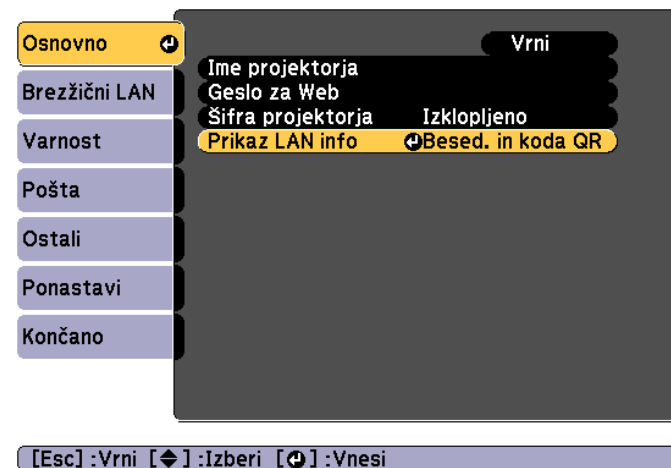 Osnovno
Brezžični LAN
Varnost
Pošta
Ostali
Ponastavi
Končano
Vrni
Ime projektorja
Geslo za Web
Šifra projektorja Izklopljeno
Prikaz LAN info Besed. in koda QR
[Esc] :Vrni [ ] :Izberi [ ] :Vnesi